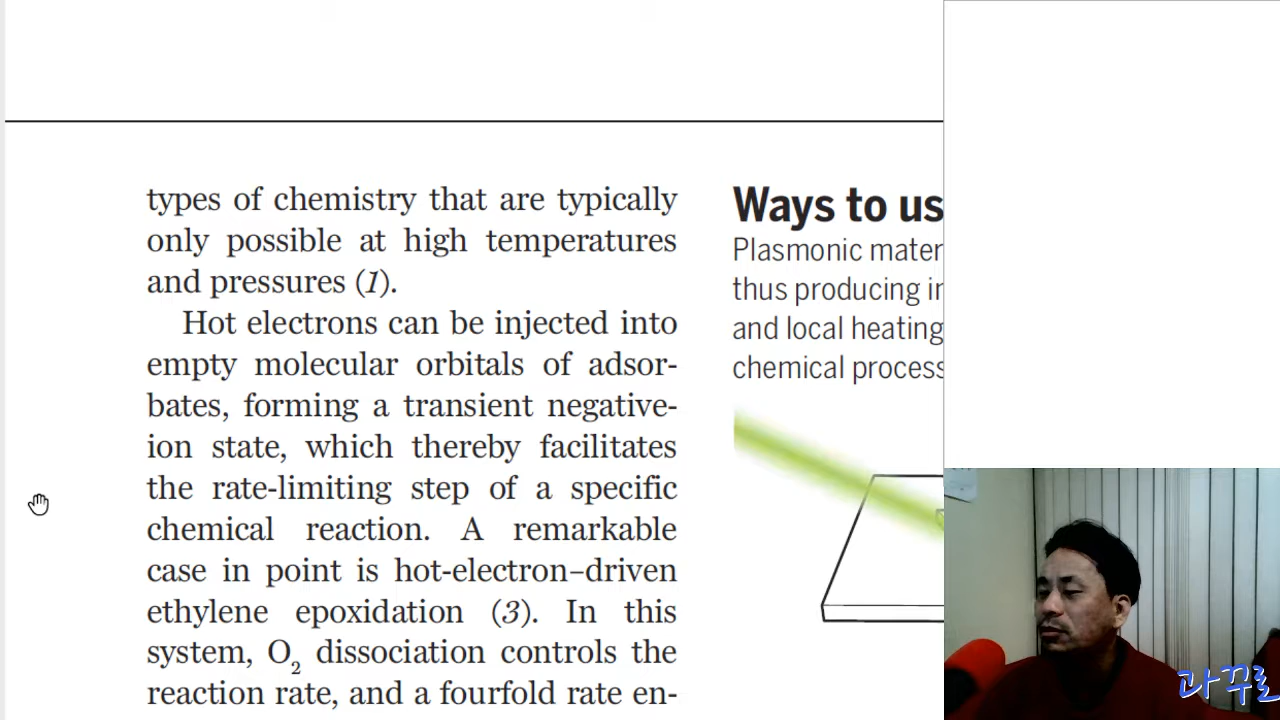 types of chemistry that are typically
only possible at high temperatures
and pressures (1).
Hot electrons can be injected into
empty molecular orbitals of adsor-
bates, forming a transient negative-
ion state, which thereby facilitates
the rate-limiting step of a specific
chemical reaction. A remarkable
case in point is hot-electron–driven
ethylene epoxidation (3). In this
system, O₂ dissociation controls the
reaction rate, and a fourfold rate en-
Ways to us
Plasmonic mater
thus producing in
and local heating
chemical process
과꾸로